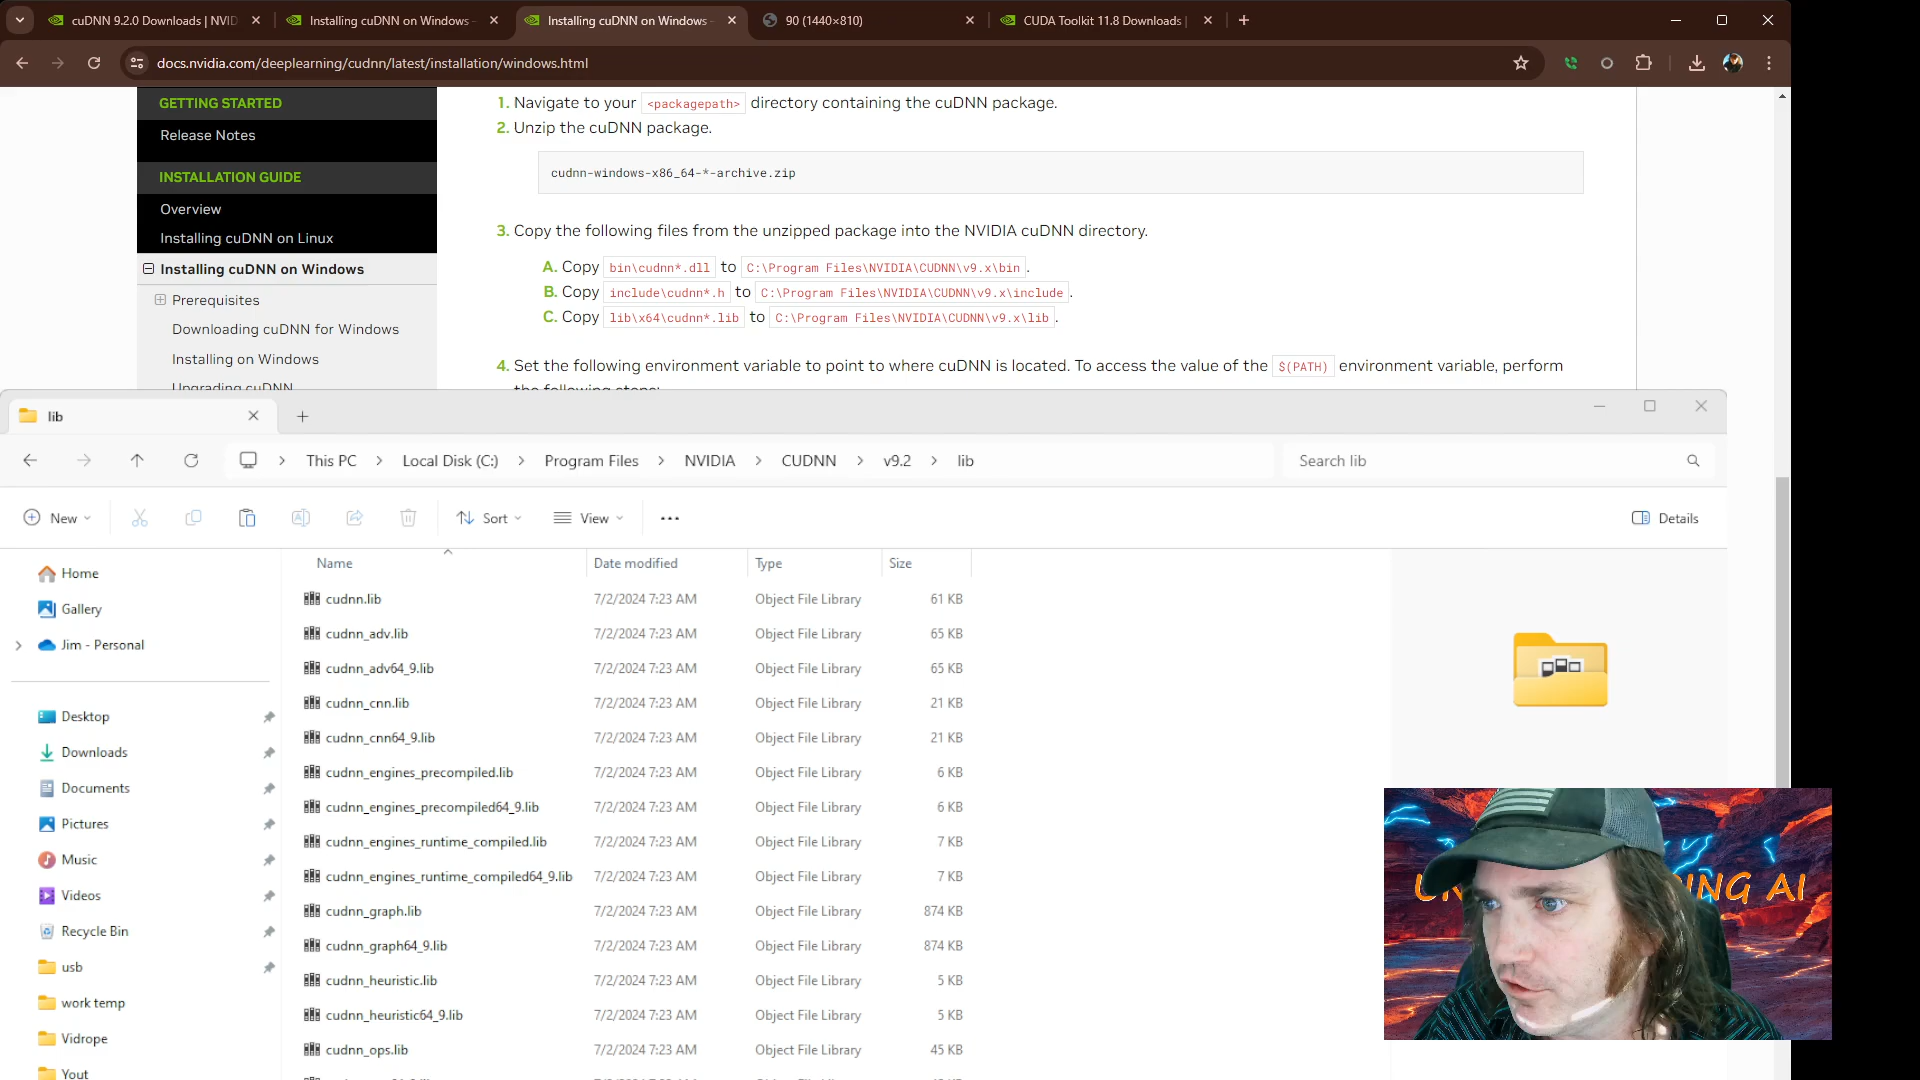 cuDNN 9.2.0 Downloads | NVID
Installing cuDNN on Windows
Installing cuDNN on Windows
90 (1440×810)
CUDA Toolkit 11.8 Downloads |
docs.nvidia.com/deeplearning/cudnn/latest/installation/windows.html
GETTING STARTED
Release Notes
INSTALLATION GUIDE
Overview
Installing cuDNN on Linux
Installing cuDNN on Windows
Prerequisites
Downloading cuDNN for Windows
Installing on Windows
Upgrading cuDNN
1. Navigate to your <packagepath> directory containing the cuDNN package.
2. Unzip the cuDNN package.
cudnn-windows-x86_64-*-archive.zip
3. Copy the following files from the unzipped package into the NVIDIA cuDNN directory.
A. Copy bin\cudnn*.dll to C:\Program Files\NVIDIA\CUDNN\v9.x\bin.
B. Copy include\cudnn*.h to C:\Program Files\NVIDIA\CUDNN\v9.x\include.
C. Copy lib\x64\cudnn*.lib to C:\Program Files\NVIDIA\CUDNN\v9.x\lib.
4. Set the following environment variable to point to where cuDNN is located. To access the value of the $(PATH) environment variable, perform
the following steps:
lib
This PC > Local Disk (C:) > Program Files > NVIDIA > CUDNN > v9.2 > lib
Search lib
New
Sort
View
Details
Home
Gallery
Jim - Personal
Desktop
Downloads
Documents
Pictures
Music
Videos
Recycle Bin
usb
work temp
Vidrope
Yout
Name Date modified Type Size
cudnn.lib 7/2/2024 7:23 AM Object File Library 61 KB
cudnn_adv.lib 7/2/2024 7:23 AM Object File Library 65 KB
cudnn_adv64_9.lib 7/2/2024 7:23 AM Object File Library 65 KB
cudnn_cnn.lib 7/2/2024 7:23 AM Object File Library 21 KB
cudnn_cnn64_9.lib 7/2/2024 7:23 AM Object File Library 21 KB
cudnn_engines_precompiled.lib 7/2/2024 7:23 AM Object File Library 6 KB
cudnn_engines_precompiled64_9.lib 7/2/2024 7:23 AM Object File Library 6 KB
cudnn_engines_runtime_compiled.lib 7/2/2024 7:23 AM Object File Library 7 KB
cudnn_engines_runtime_compiled64_9.lib 7/2/2024 7:23 AM Object File Library 7 KB
cudnn_graph.lib 7/2/2024 7:23 AM Object File Library 874 KB
cudnn_graph64_9.lib 7/2/2024 7:23 AM Object File Library 874 KB
cudnn_heuristic.lib 7/2/2024 7:23 AM Object File Library 5 KB
cudnn_heuristic64_9.lib 7/2/2024 7:23 AM Object File Library 5 KB
cudnn_ops.lib 7/2/2024 7:23 AM Object File Library 45 KB
AI